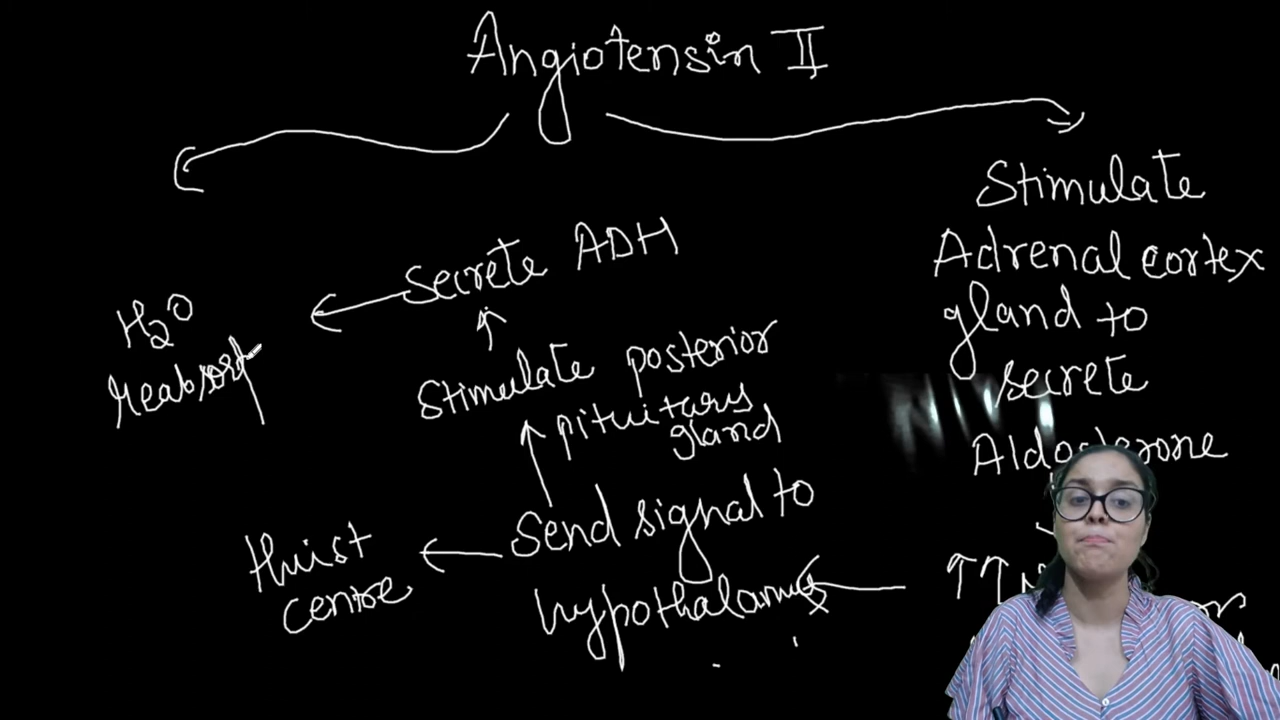 Angiotensin II
Stimulate
Adrenal cortex
gland to
secrete
Aldosterone
↑↑
Send signal to
hypothalamus
thirst
centre
Stimulate posterior
pituitary
gland
Secrete ADH
H₂O
reabsorpt